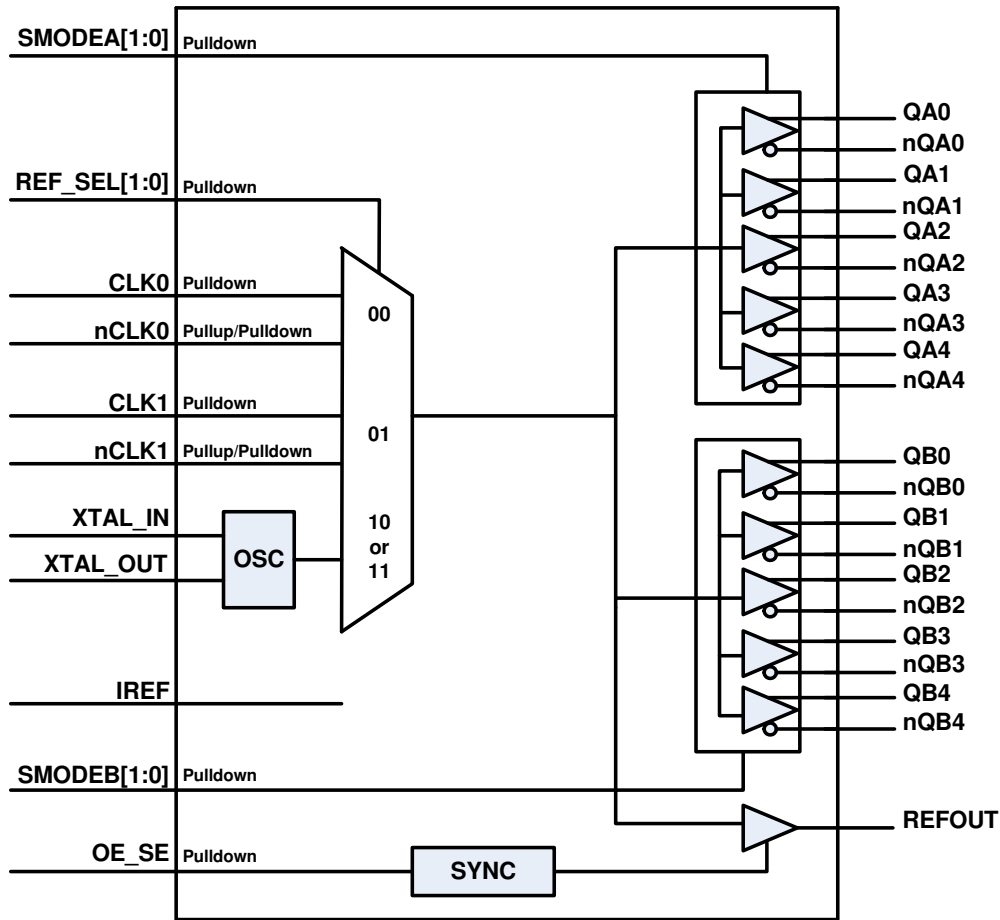 SMODEA[1:0] Pulldown
REF_SEL[1:0] Pulldown
CLK0 Pulldown
nCLK0 Pullup/Pulldown
CLK1 Pulldown
nCLK1 Pullup/Pulldown
XTAL_IN
XTAL_OUT
OSC
00
01
10
or
11
IREF
SMODEB[1:0] Pulldown
OE_SE Pulldown
SYNC
QA0
nQA0
QA1
nQA1
QA2
nQA2
QA3
nQA3
QA4
nQA4
QB0
nQB0
QB1
nQB1
QB2
nQB2
QB3
nQB3
QB4
nQB4
REFOUT